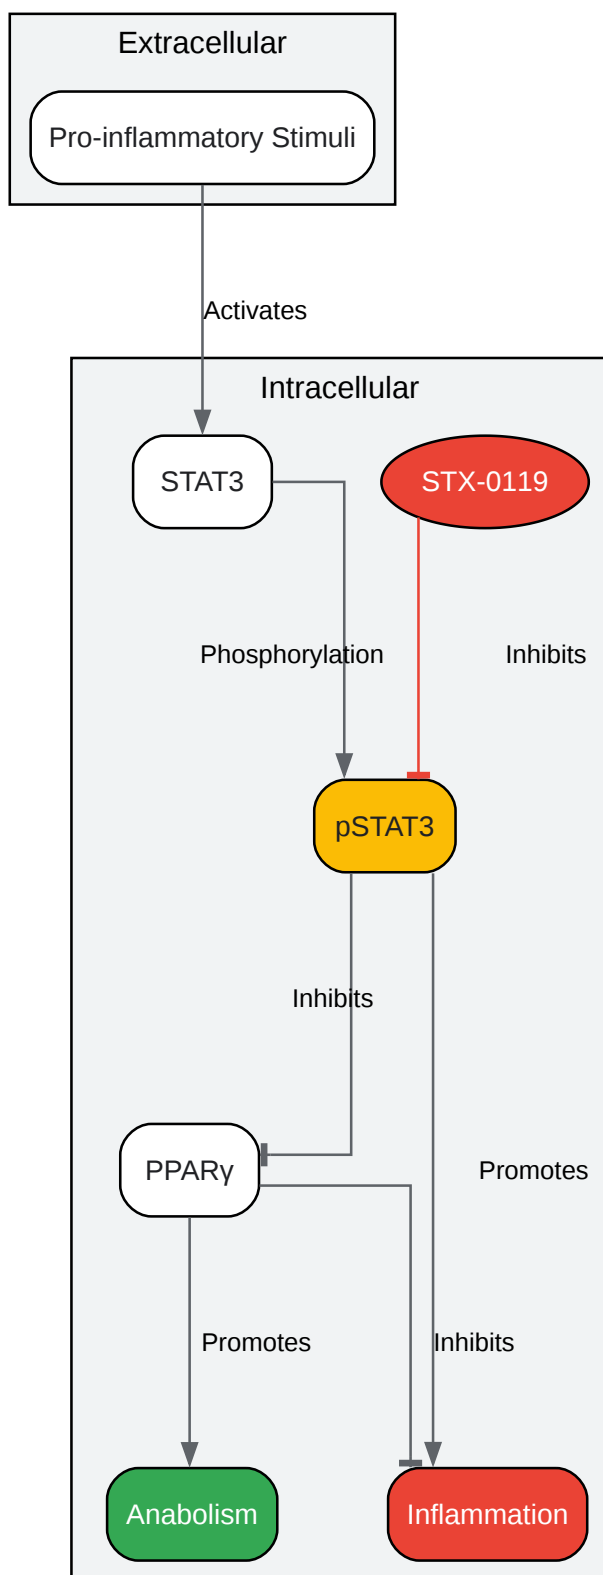 Extracellular
Pro-inflammatory Stimuli
Activates
Intracellular
STAT3
STX-0119
Phosphorylation
Inhibits
pSTAT3
Inhibits
PPARγ
Promotes
Promotes
Inhibits
Anabolism
Inflammation